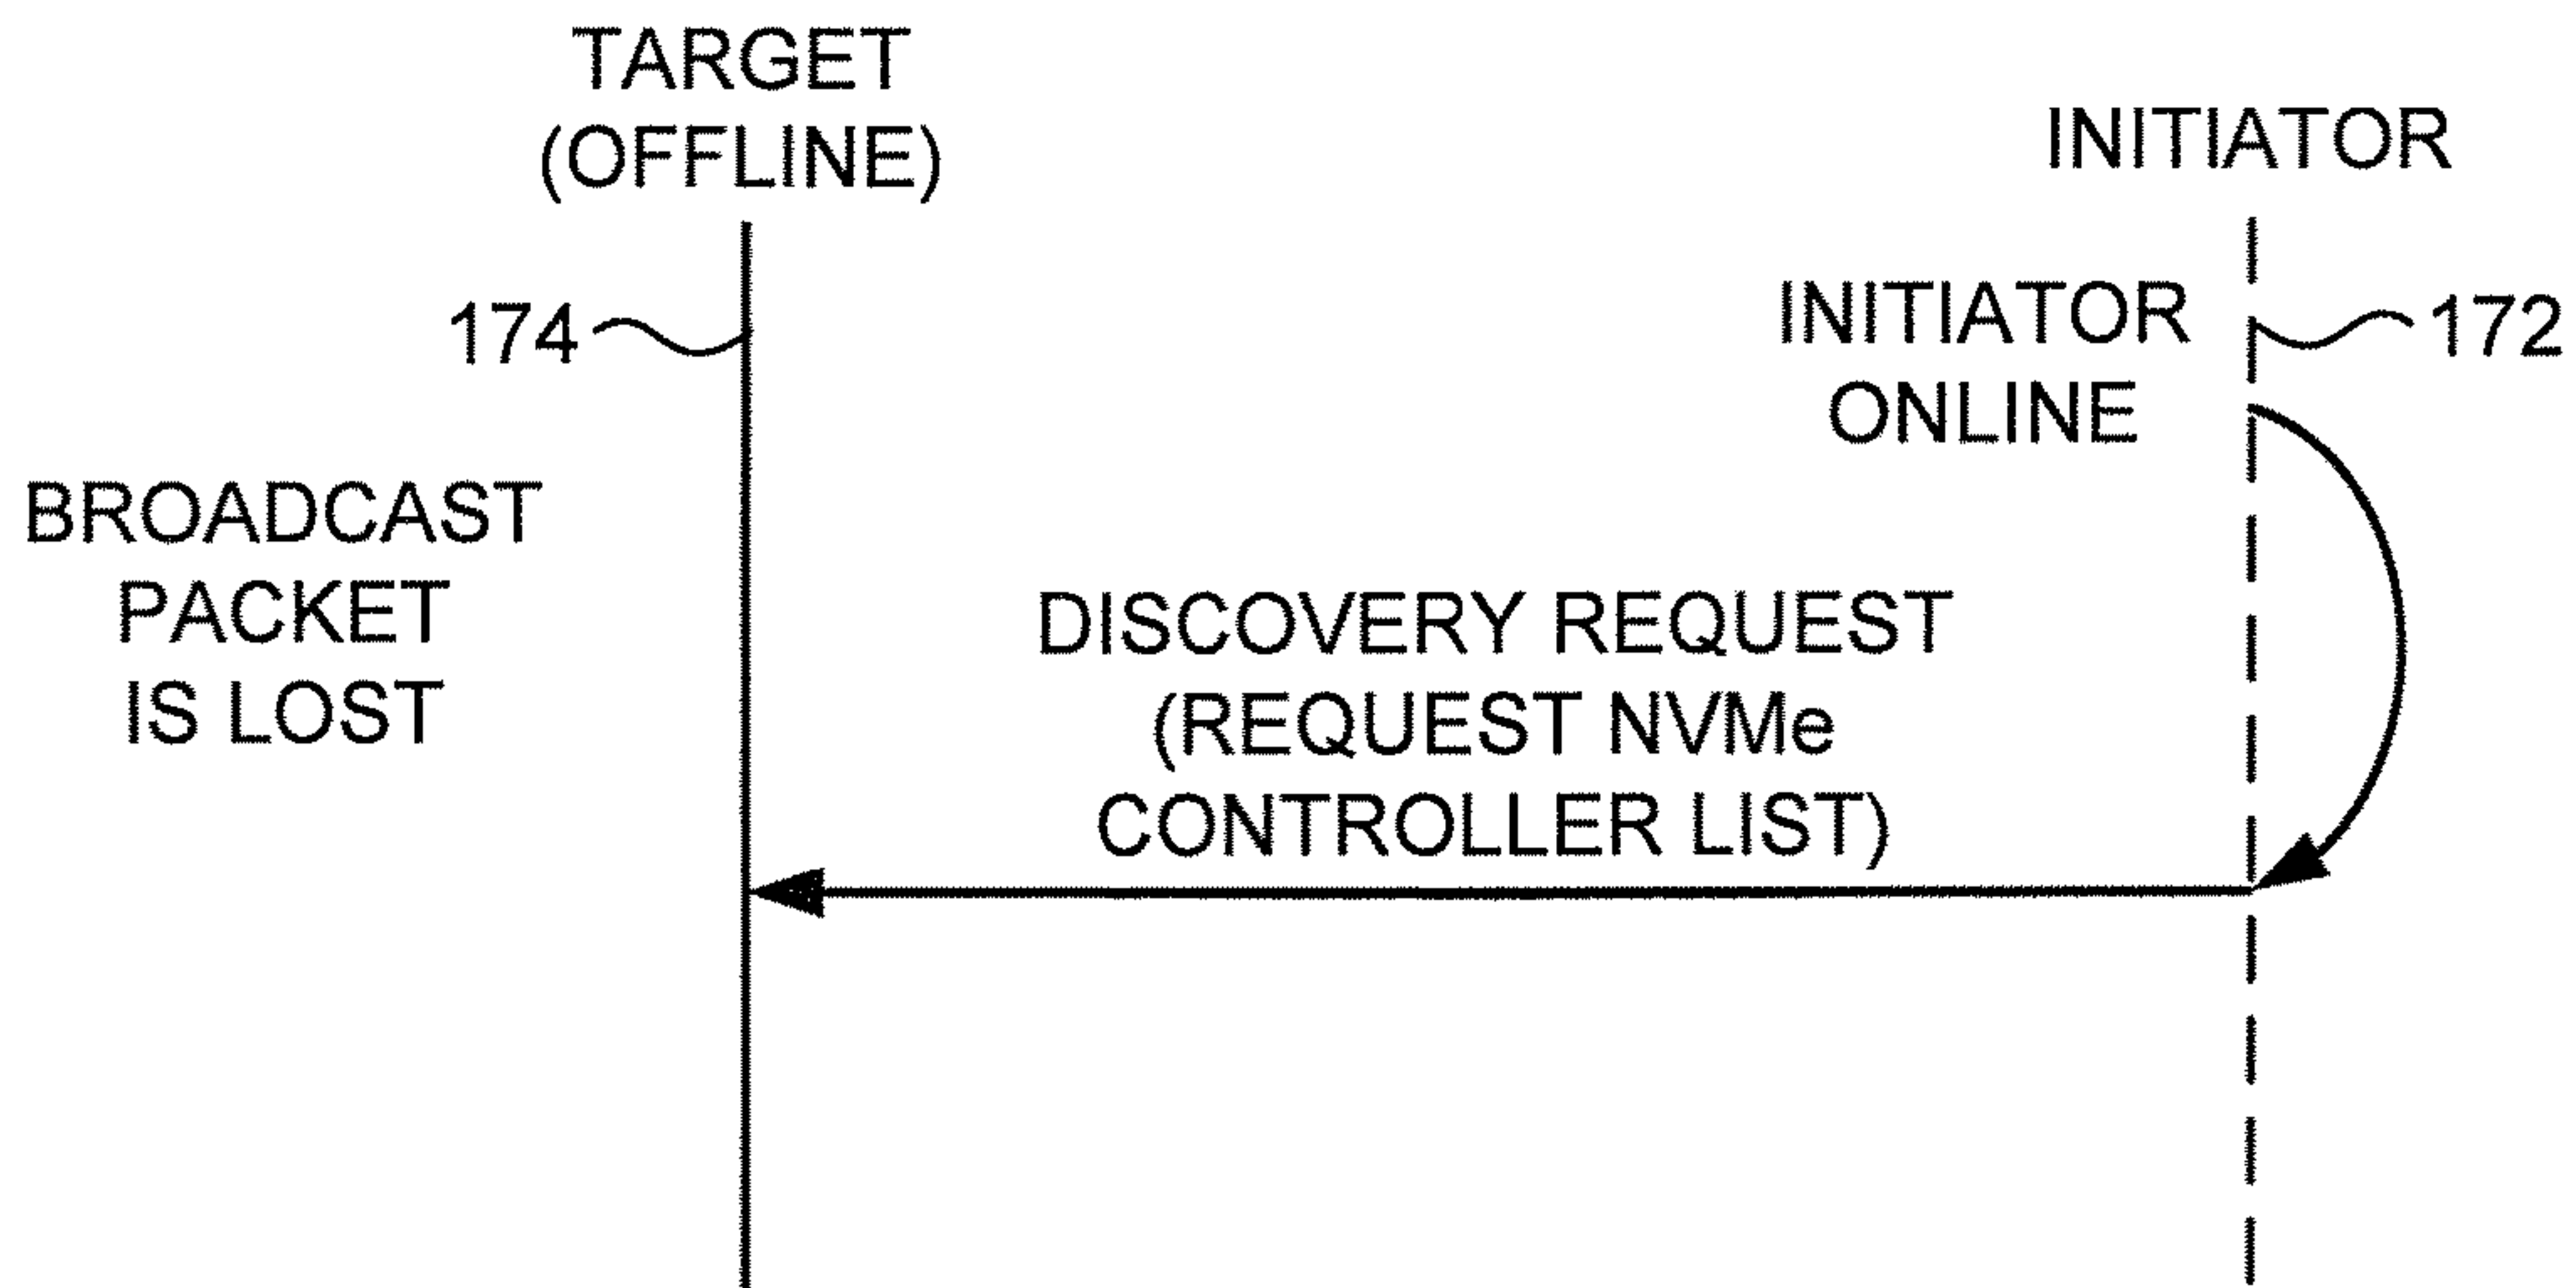 TARGET
(OFFLINE)
INITIATOR
174
INITIATOR
ONLINE
172
BROADCAST
PACKET
IS LOST
DISCOVERY REQUEST
(REQUEST NVMe
CONTROLLER LIST)